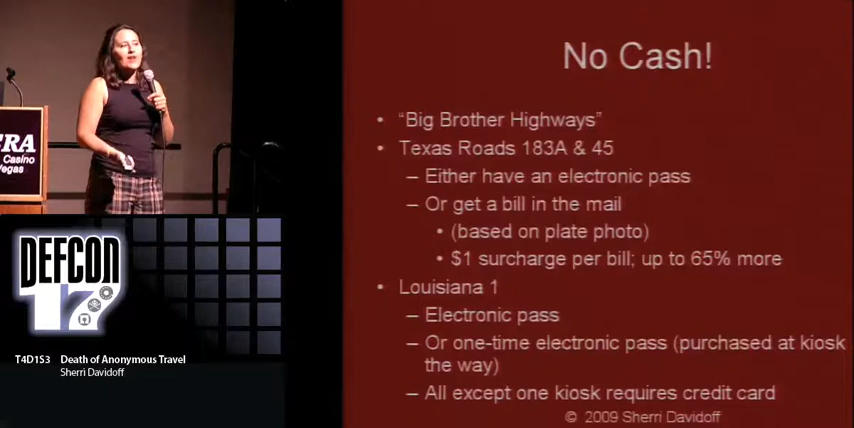 ERA
Casino
Vegas
DEFCON
17
T4D1S3 Death of Anonymous Travel
Sherri Davidoff
No Cash!
• “Big Brother Highways”
• Texas Roads 183A & 45
– Either have an electronic pass
– Or get a bill in the mail
• (based on plate photo)
• $1 surcharge per bill; up to 65% more
• Louisiana 1
– Electronic pass
– Or one-time electronic pass (purchased at kiosk
the way)
– All except one kiosk requires credit card
© 2009 Sherri Davidoff